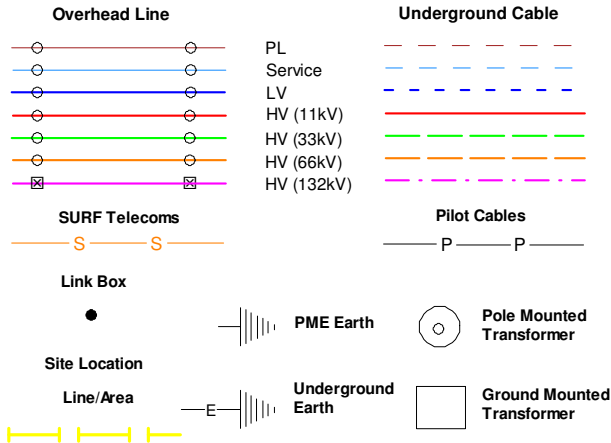 Overhead Line
Underground Cable
PL
Service
LV
HV (11kV)
HV (33kV)
HV (66kV)
HV (132kV)
SURF Telecoms
Pilot Cables
S S
P P
Link Box
PME Earth
Pole Mounted
Transformer
Site Location
Line/Area
E
Underground
Earth
Ground Mounted
Transformer